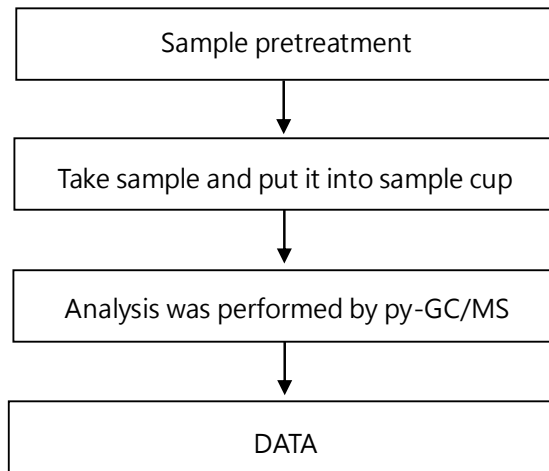 Sample pretreatment
Take sample and put it into sample cup
Analysis was performed by py-GC/MS
DATA